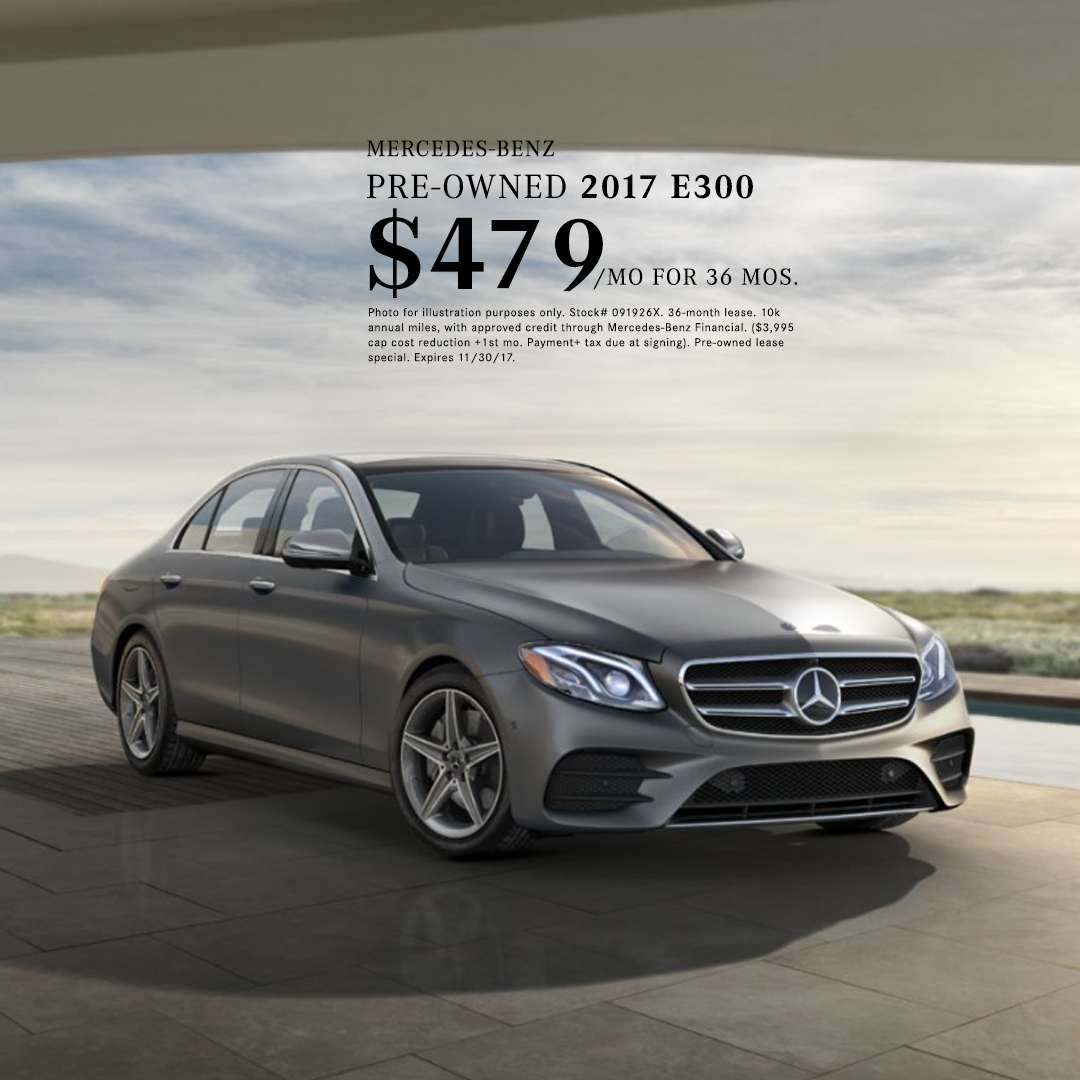 MERCEDES-BENZ
PRE-OWNED 2017 E300
$479/MO FOR 36 MOS.
Photo for illustration purposes only. Stock# 091926X. 36-month lease. 10k
annual miles, with approved credit through Mercedes-Benz Financial. ($3,995
cap cost reduction +1st mo. Payment+ tax due at signing). Pre-owned lease
special. Expires 11/30/17.